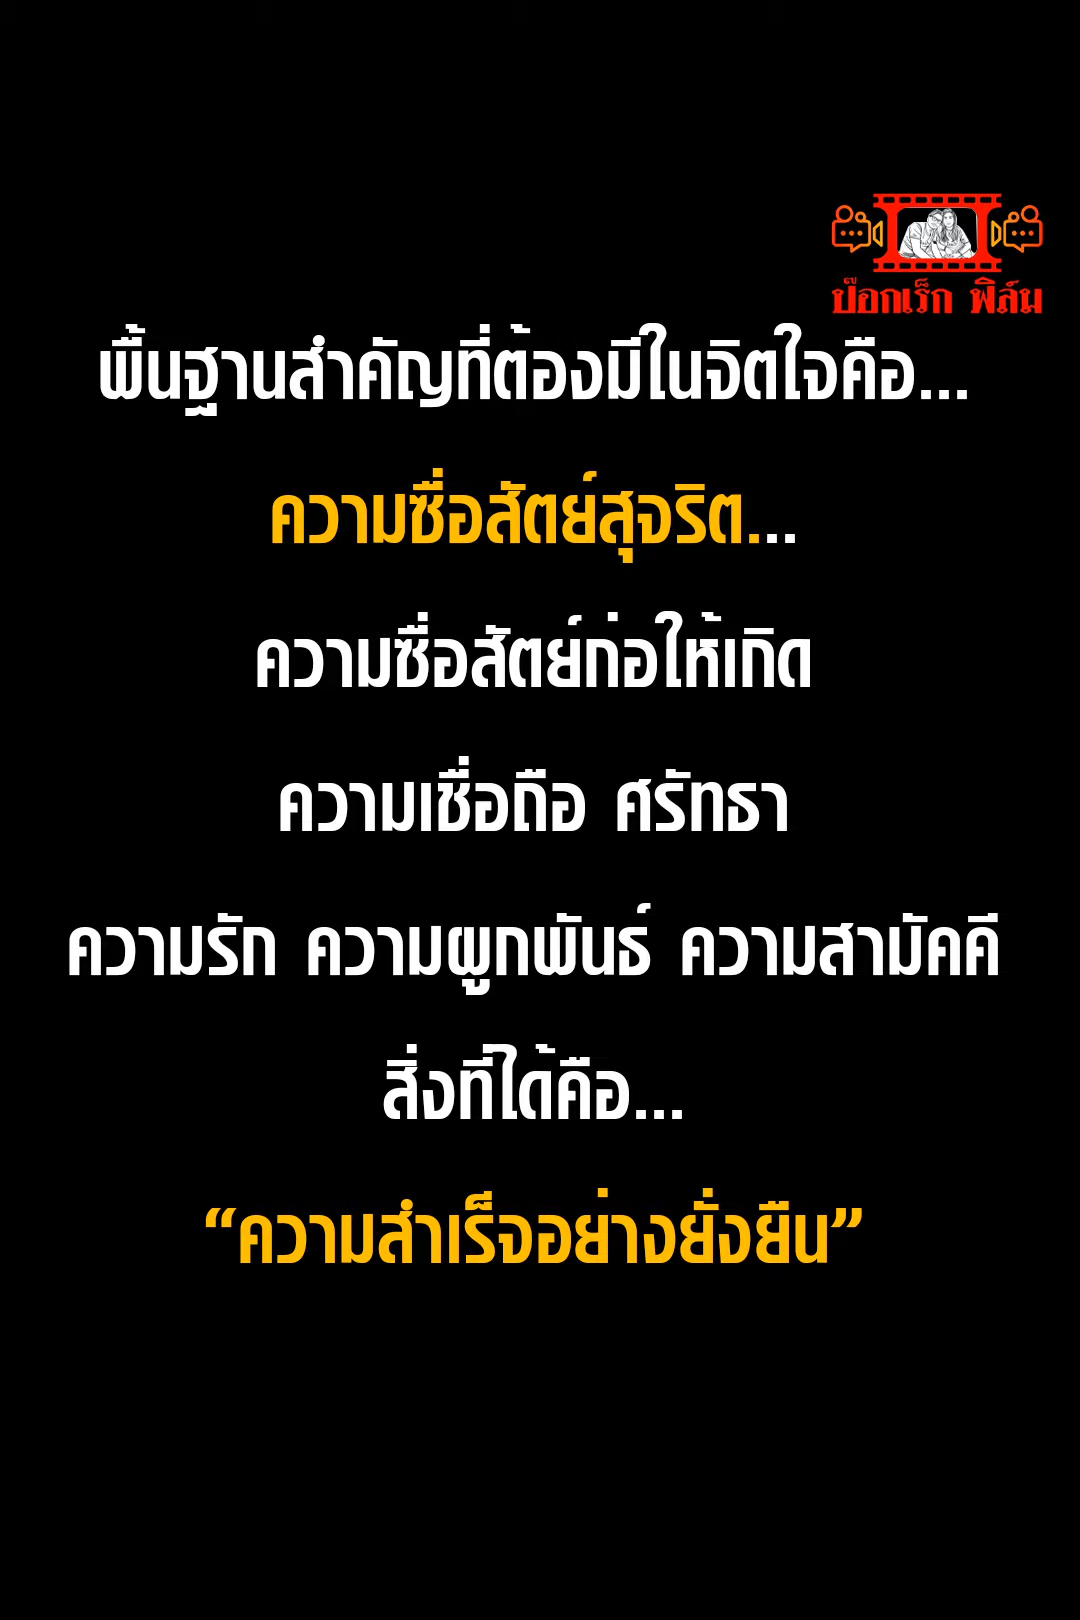 ป๊อกเร็ก ฟิล์ม
พื้นฐานสำคัญที่ต้องมีในจิตใจคือ...
ความซื่อสัตย์สุจริต...
ความซื่อสัตย์ก่อให้เกิด
ความเชื่อถือ ศรัทธา
ความรัก ความผูกพันธ์ ความสามัคคี
สิ่งที่ได้คือ...
“ความสำเร็จอย่างยั่งยืน”